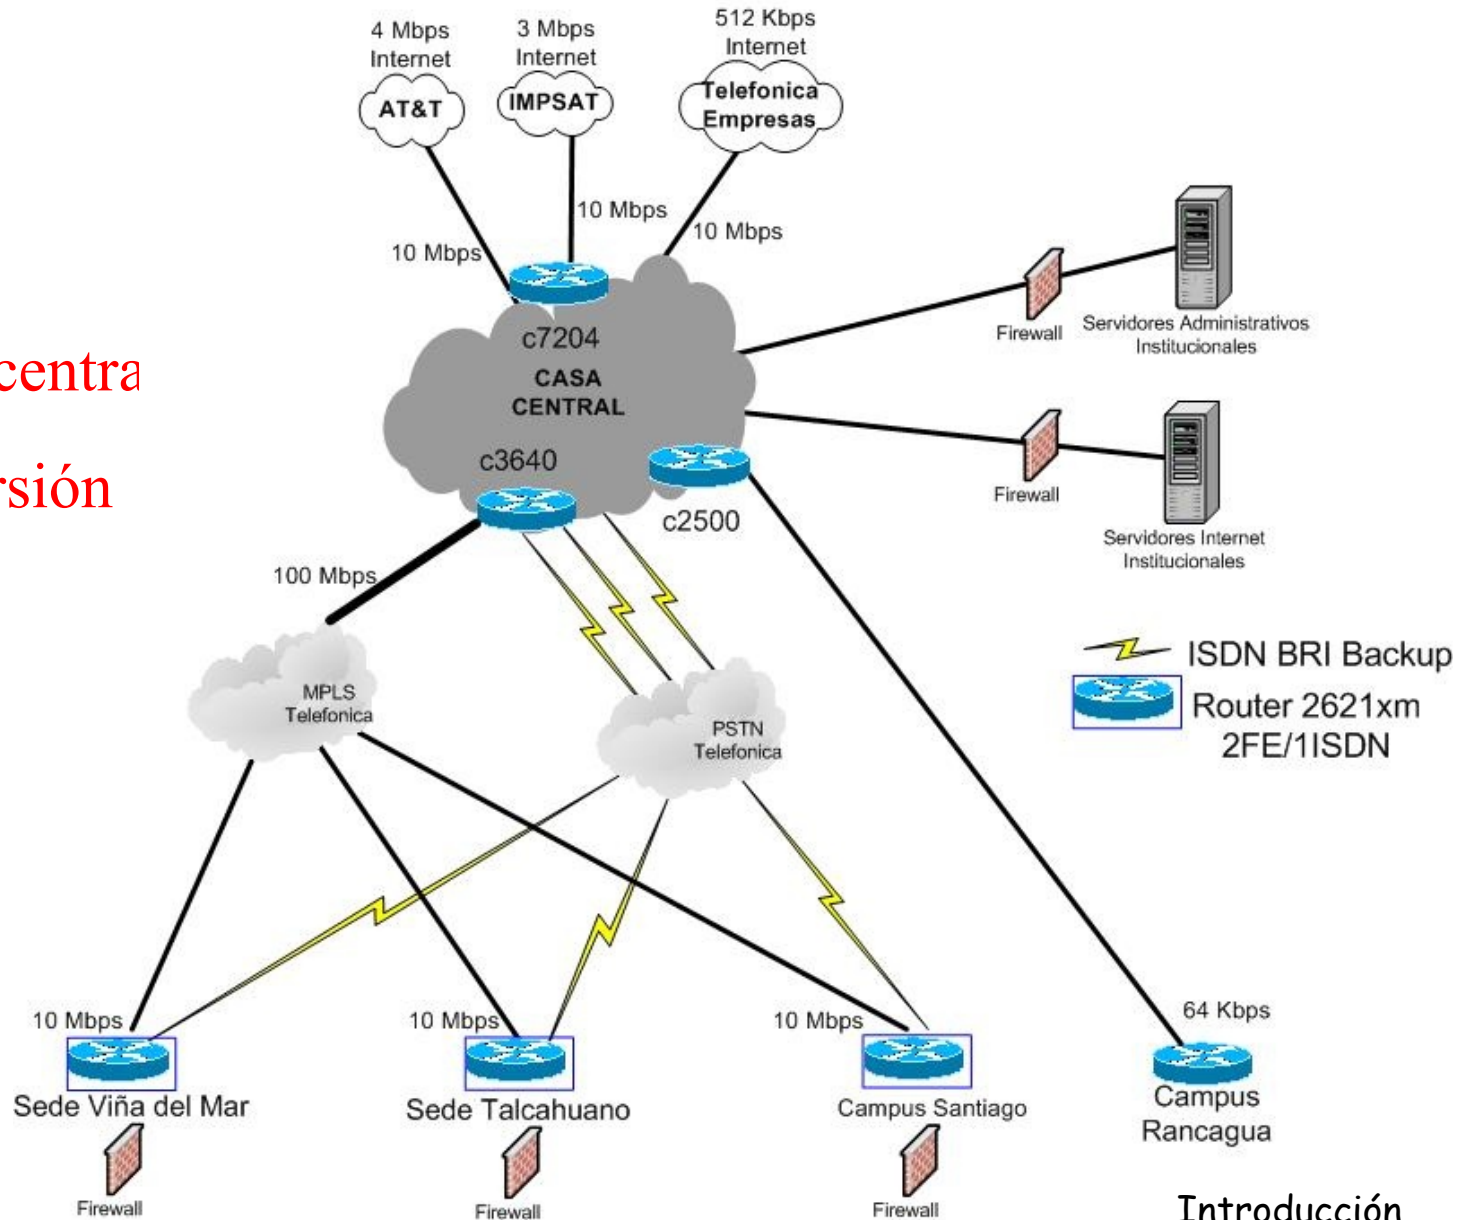 4 Mbps
Internet
AT&T
3 Mbps
Internet
IMPSAT
512 Kbps
Internet
Telefonica
Empresas
10 Mbps
10 Mbps
10 Mbps
c7204
CASA
CENTRAL
c3640
c2500
Firewall
Servidores Administrativos
Institucionales
Firewall
Servidores Internet
Institucionales
centra
rsión
100 Mbps
MPLS
Telefonica
PSTN
Telefonica
ISDN BRI Backup
Router 2621xm
2FE/1ISDN
10 Mbps
Sede Viña del Mar
Firewall
10 Mbps
Sede Talcahuano
Firewall
10 Mbps
Campus Santiago
Firewall
64 Kbps
Campus
Rancagua
Introducción